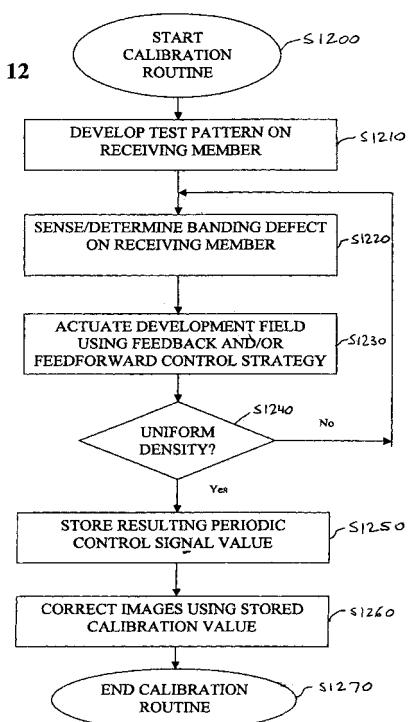 START
CALIBRATION
ROUTINE
S1200
12
DEVELOP TEST PATTERN ON
RECEIVING MEMBER
S1210
SENSE/DETERMINE BANDING DEFECT
ON RECEIVING MEMBER
S1220
ACTUATE DEVELOPMENT FIELD
USING FEEDBACK AND/OR
FEEDFORWARD CONTROL STRATEGY
S1230
S1240
UNIFORM
DENSITY?
No
Yes
STORE RESULTING PERIODIC
CONTROL SIGNAL VALUE
S1250
CORRECT IMAGES USING STORED
CALIBRATION VALUE
S1260
END CALIBRATION
ROUTINE
S1270